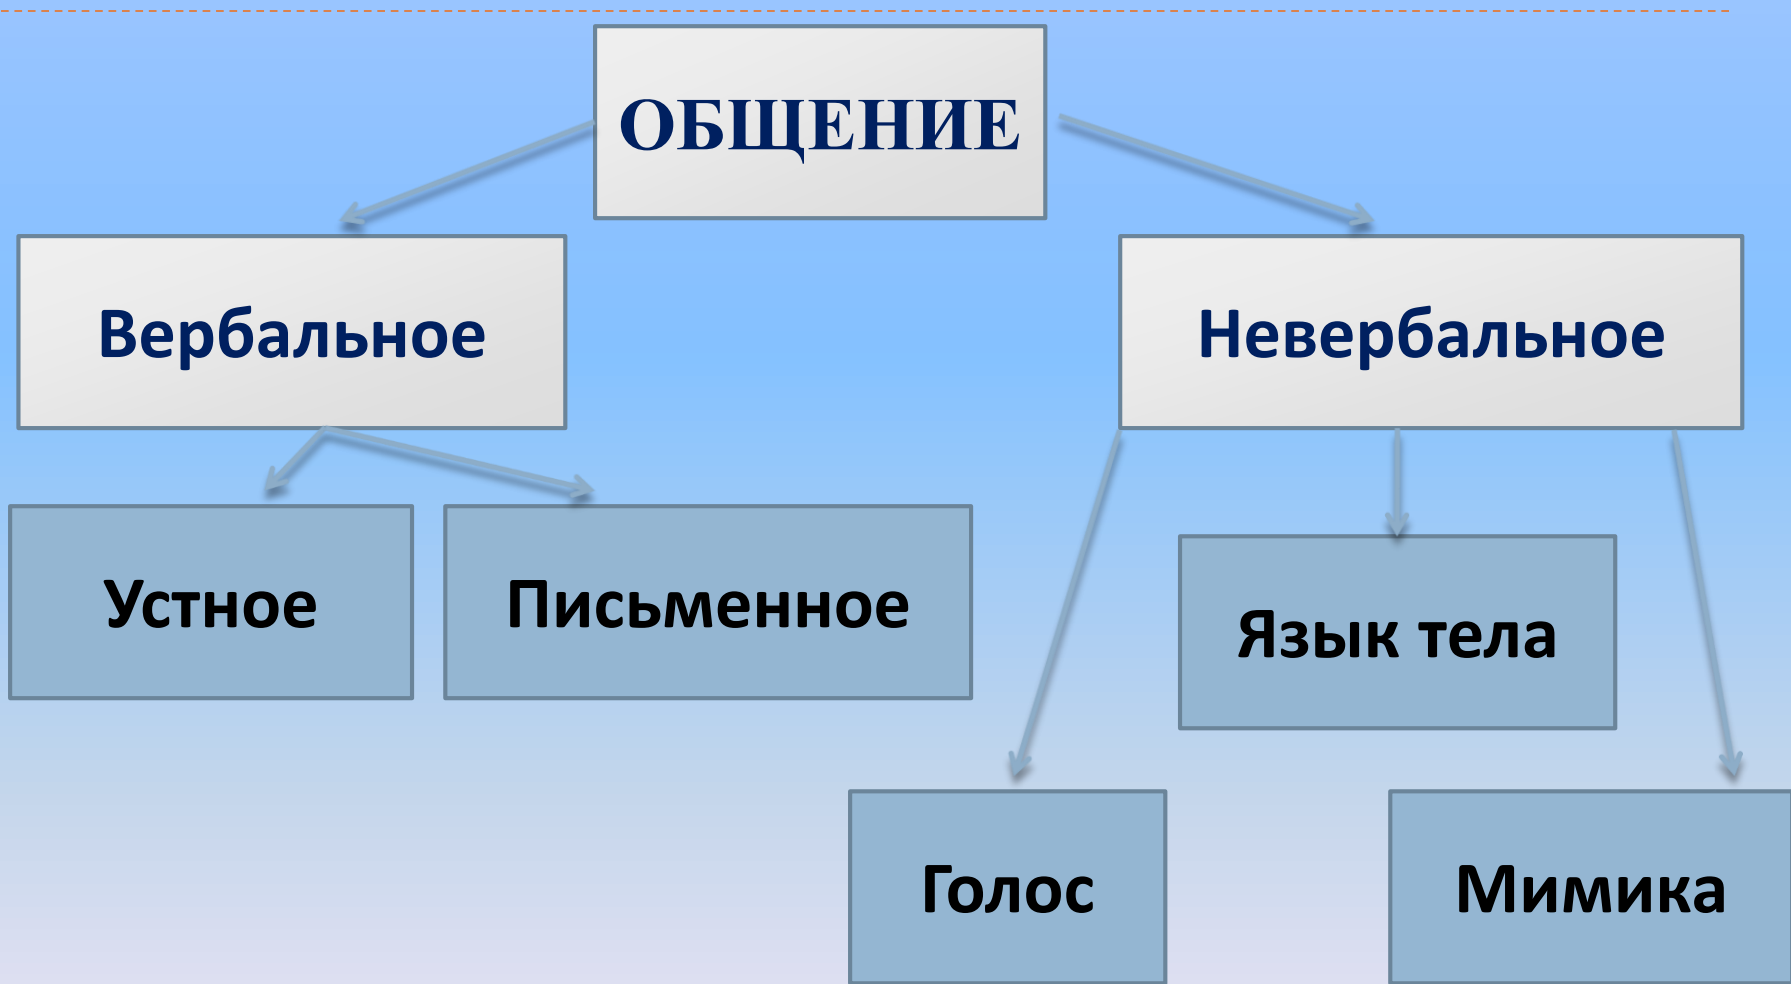 ОБЩЕНИЕ
Вербальное
Невербальное
Устное
Письменное
Язык тела
Голос
Мимика